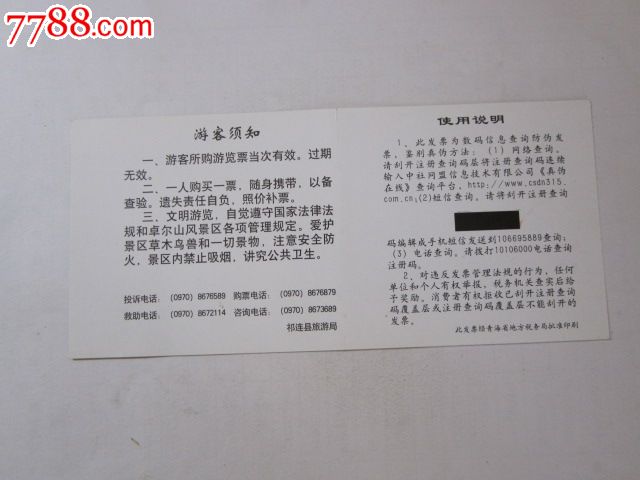 7788.com
游客须知
一、游客所购游览票当次有效。过期
无效。
二、一人购买一票，随身携带，以备
查验。遗失责任自负，照价补票。
三、文明游览，自觉遵守国家法律法
规和卓尔山风景区各项管理规定。爱护
景区草木鸟兽和一切景物，注意安全防
火，景区内禁止吸烟，讲究公共卫生。
投诉电话：（0970）8676589 购票电话：（0970）8676879
救助电话：（0970）8672114 咨询电话：（0970）8673689
祁连县旅游局
使用说明
1、此发票为数码信息查询防伪发
票，鉴别真伪方法：(1) 网络查询。
请刮开注册查询码层将注册查询码连续
输入中社网盟信息技术有限公司《真伪
在线》查询平台，http://www.csdn315.
com.cn;(2)短信查询。请将刮开注册查询
码编辑成手机短信发送到106695889查询；
(3) 电话查询。请拨打10106000电话查询
注册码。
2、对违反发票管理法规的行为，任何
单位和个人有权举报，税务机关查实后给
予奖励。消费者有权拒收已刮开注册查询
码覆盖层或注册查询码覆盖层不能刮开的
发票。
此发票经青海省地方税务局批准印刷